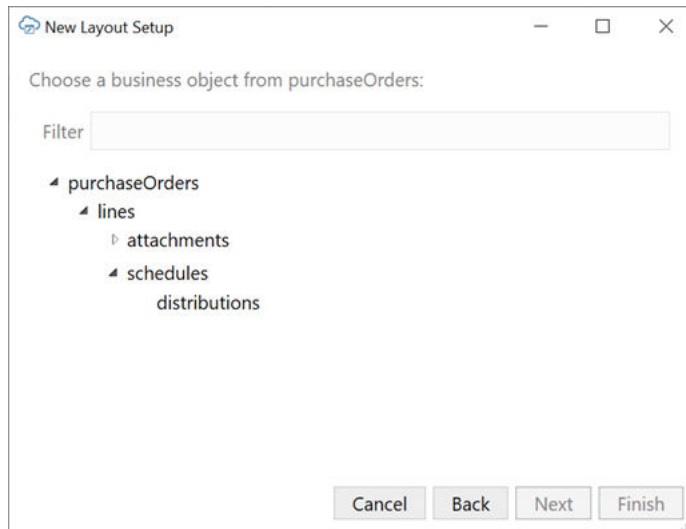 New Layout Setup
Choose a business object from purchaseOrders:
Filter
purchaseOrders
lines
attachments
schedules
distributions
Cancel Back Next Finish